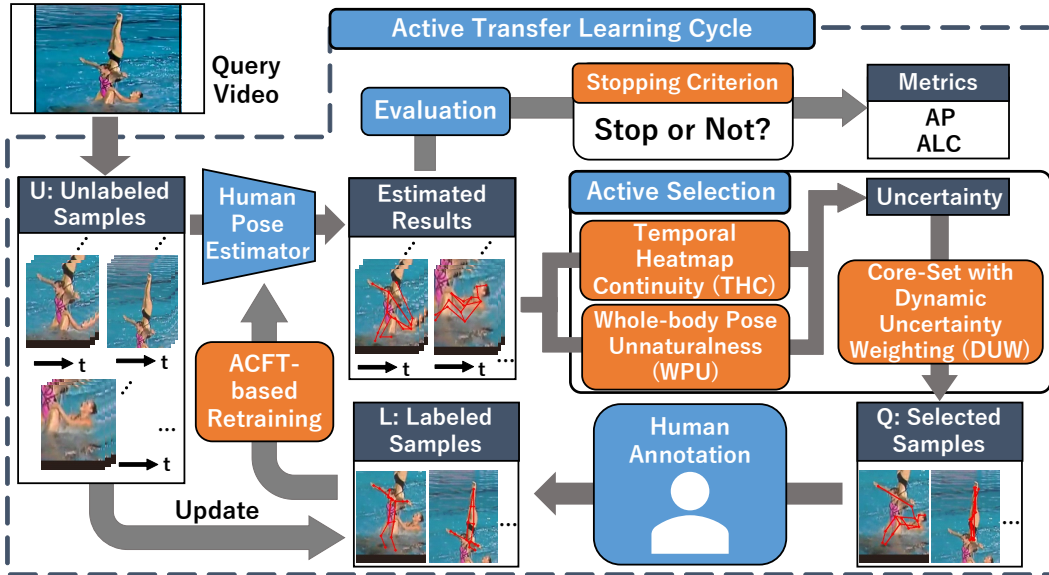 Active Transfer Learning Cycle
Query
Video
Evaluation
Stopping Criterion
Stop or Not?
Metrics
AP
ALC
U: Unlabeled
Samples
t
t
t
...
...
...
...
Human
Pose
Estimator
Estimated
Results
...
...
...
Active Selection
Temporal
Heatmap
Continuity (THC)
Whole-body Pose
Unnaturalness
(WPU)
Uncertainty
Core-Set with
Dynamic
Uncertainty
Weighting (DUW)
ACFT-
based
Retraining
L: Labeled
Samples
...
Human
Annotation
Q: Selected
Samples
...
Update